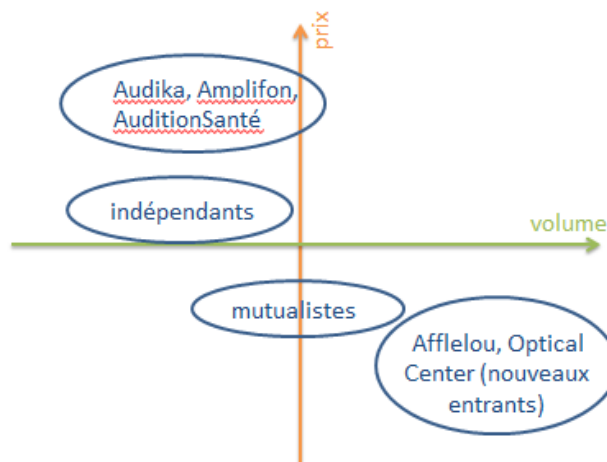 prix
Audika, Amplifon,
AuditionSanté
indépendants
volume
mutualistes
Afflelou, Optical
Center (nouveaux
entrants)